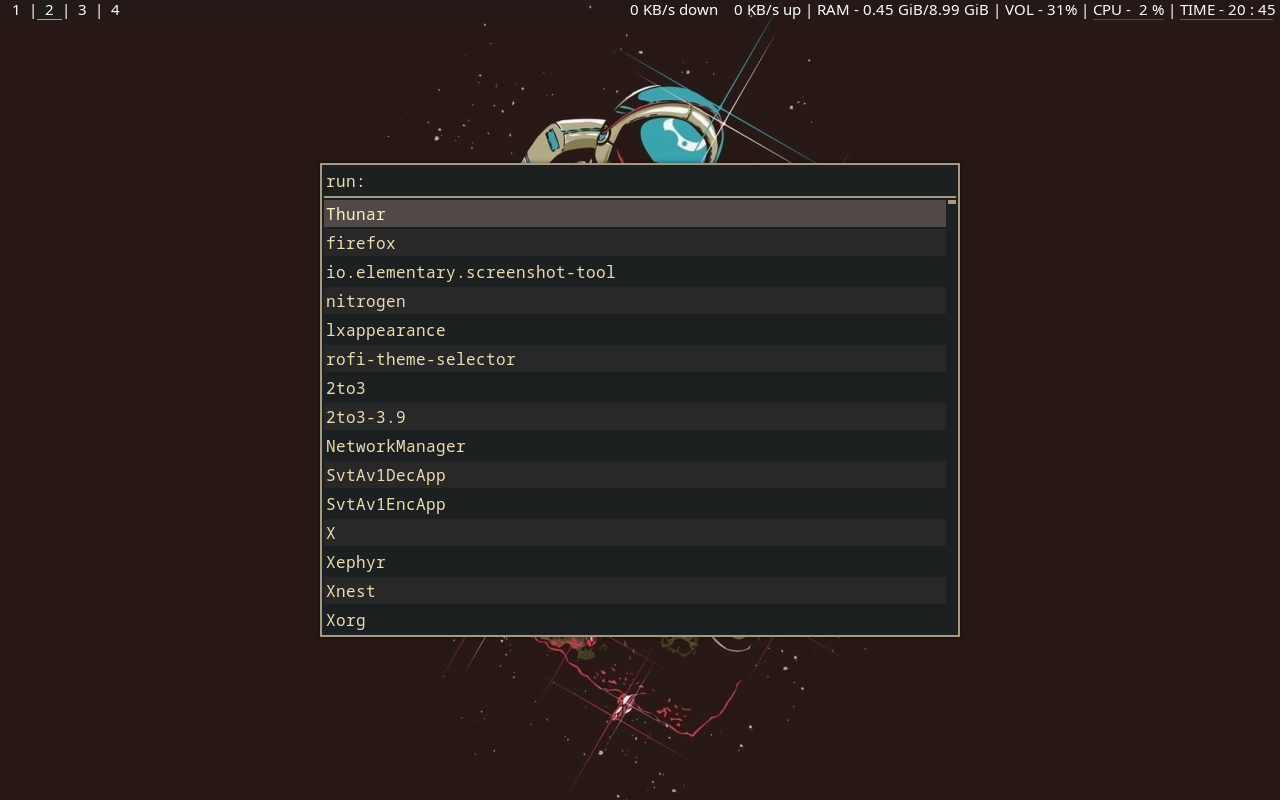 1 | 2 | 3 | 4 0 KB/s down 0 KB/s up | RAM - 0.45 GiB/8.99 GiB | VOL - 31% | CPU - 2 % | TIME - 20 : 45
run:
Thunar
firefox
io.elementary.screenshot-tool
nitrogen
lxappearance
rofi-theme-selector
2to3
2to3-3.9
NetworkManager
SvtAv1DecApp
SvtAv1EncApp
X
Xephyr
Xnest
Xorg